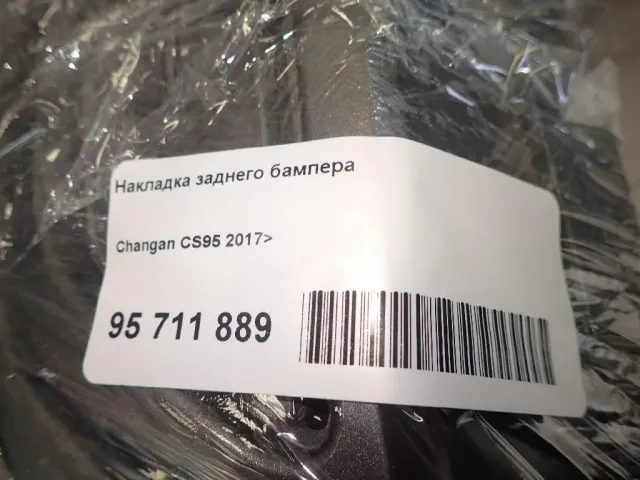 Накладка заднего бампера
Changan CS95 2017>
95 711 889